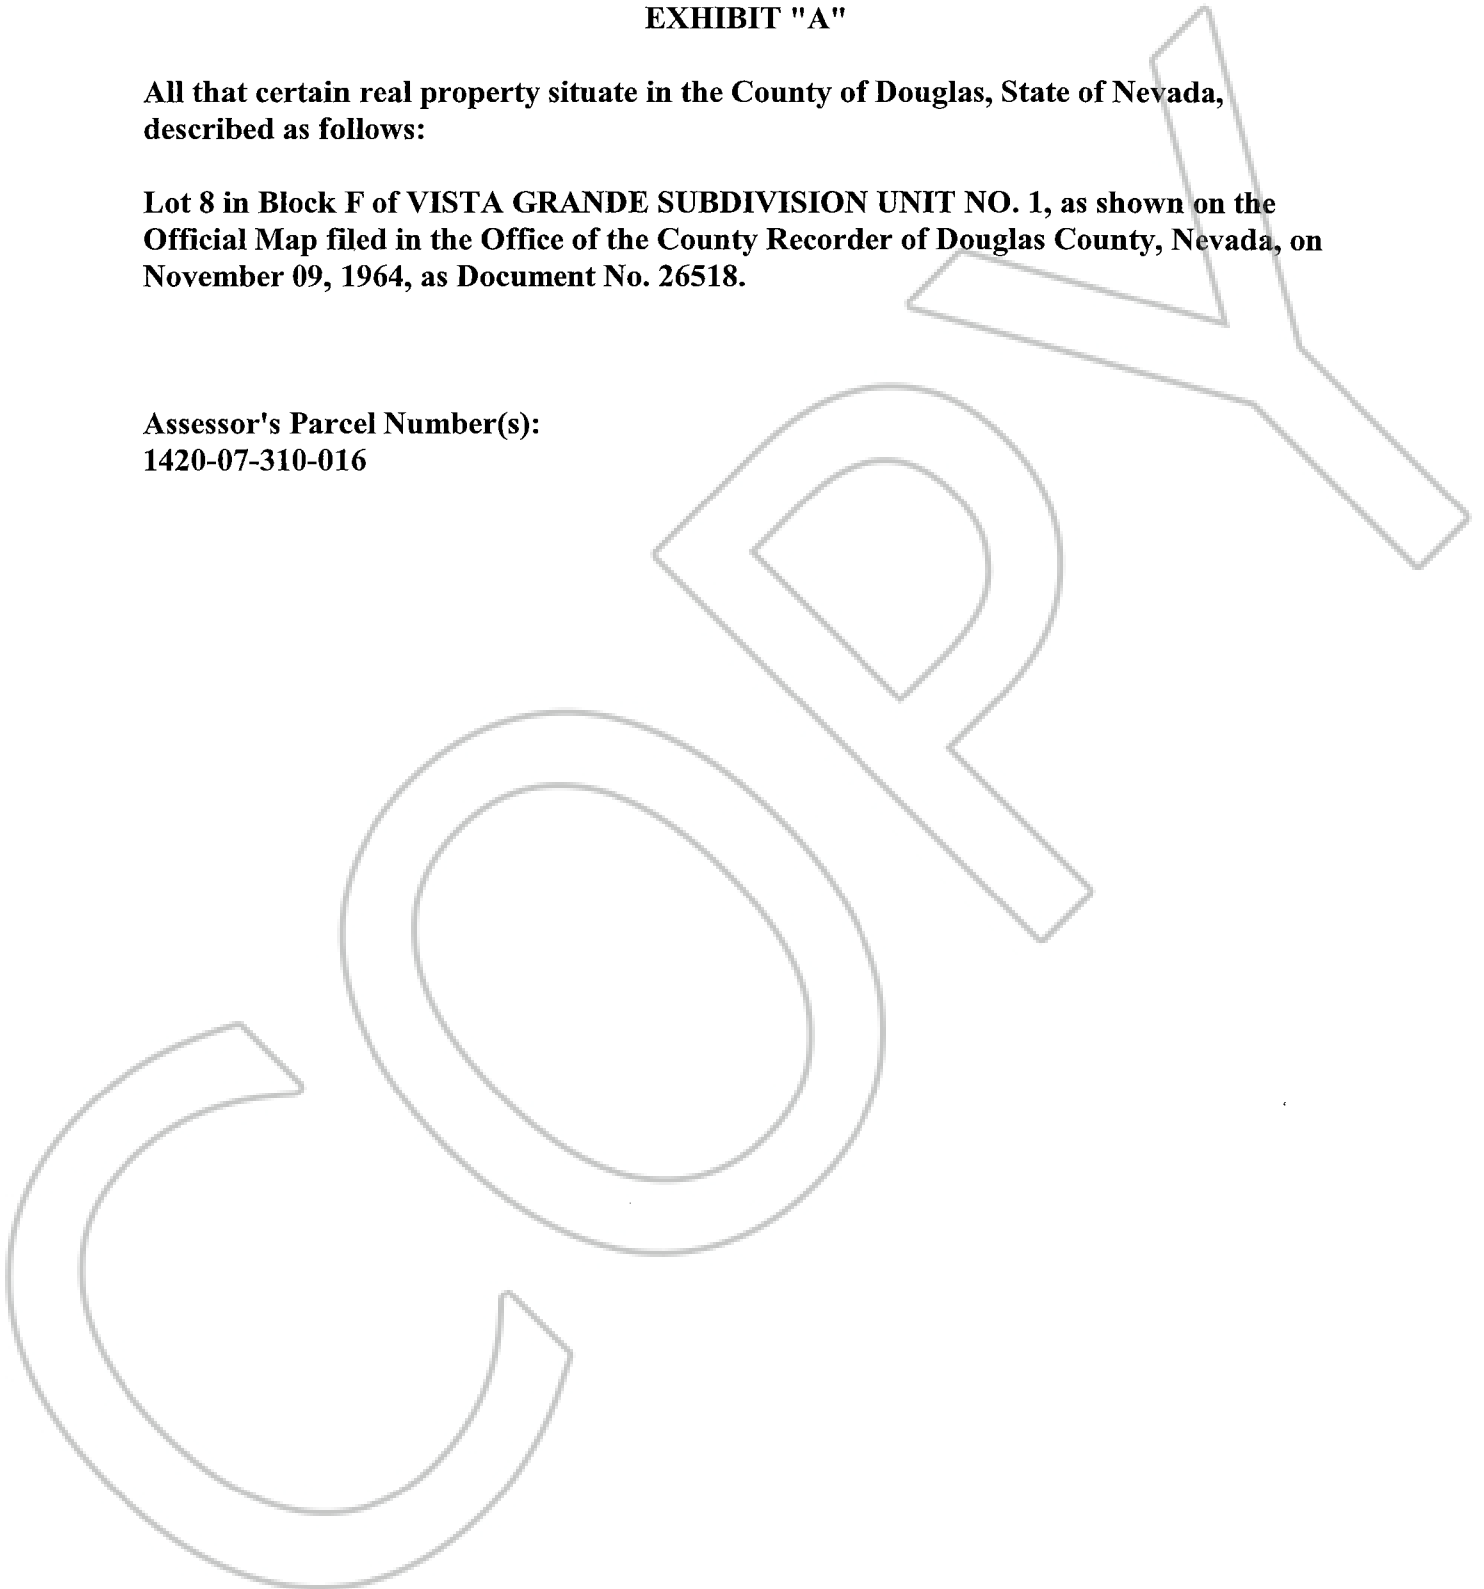 EXHIBIT "A"
All that certain real property situate in the County of Douglas, State of Nevada,
described as follows:
Lot 8 in Block F of VISTA GRANDE SUBDIVISION UNIT NO. 1, as shown on the
Official Map filed in the Office of the County Recorder of Douglas County, Nevada, on
November 09, 1964, as Document No. 26518.
Assessor's Parcel Number(s):
1420-07-310-016
COPY